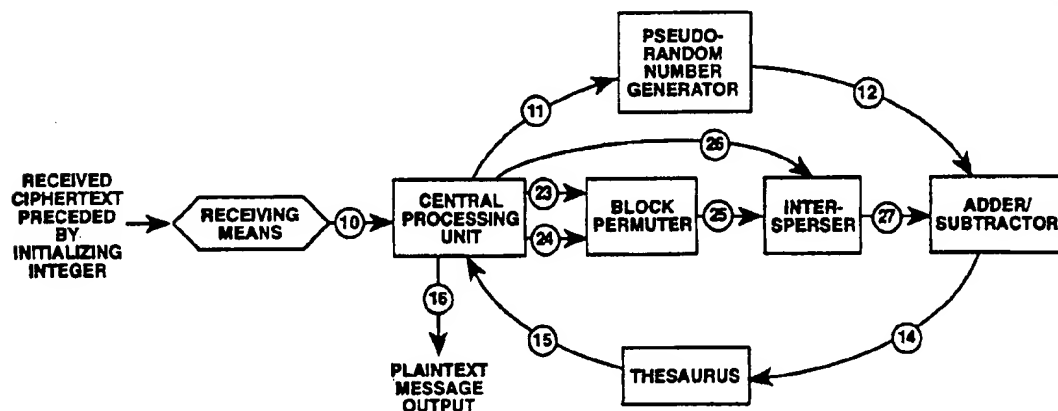 PSEUDO-
RANDOM
NUMBER
GENERATOR
11
12
26
RECEIVED
CIPHERTEXT
PRECEDED
BY
INITIALIZING
INTEGER
RECEIVING
MEANS
10
CENTRAL
PROCESSING
UNIT
23
24
BLOCK
PERMUTER
25
INTER-
SPERSER
27
ADDER/
SUBTRACTOR
16
15
14
THESAURUS
PLAINTEXT
MESSAGE
OUTPUT